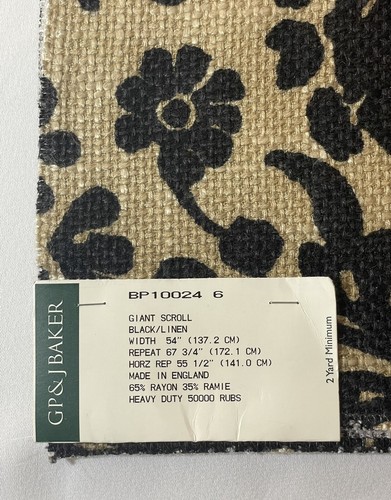 BP10024 6
GIANT SCROLL
BLACK/LINEN
WIDTH 54" (137.2 CM)
REPEAT 67 3/4" (172.1 CM)
HORZ REP 55 1/2" (141.0 CM)
MADE IN ENGLAND
65% RAYON 35% RAMIE
HEAVY DUTY 50000 RUBS
GP & J BAKER
2 Yard Minimum